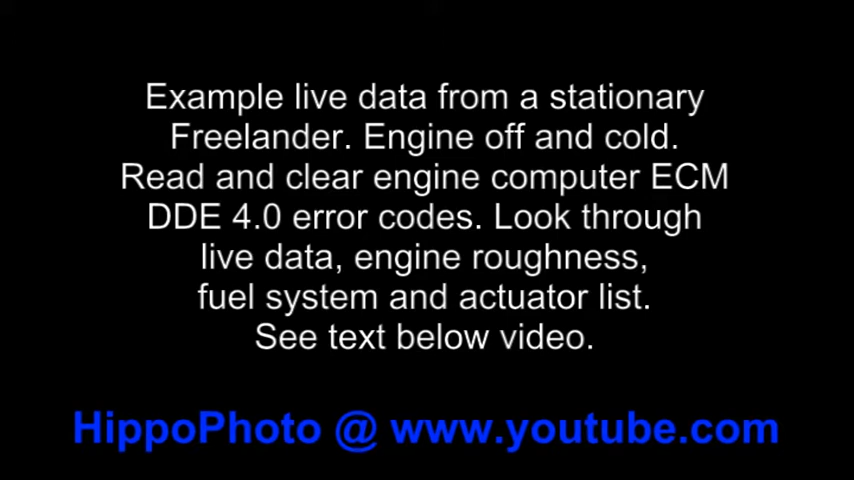 Example live data from a stationary
Freelander. Engine off and cold.
Read and clear engine computer ECM
DDE 4.0 error codes. Look through
live data, engine roughness,
fuel system and actuator list.
See text below video.
HippoPhoto @ www.youtube.com